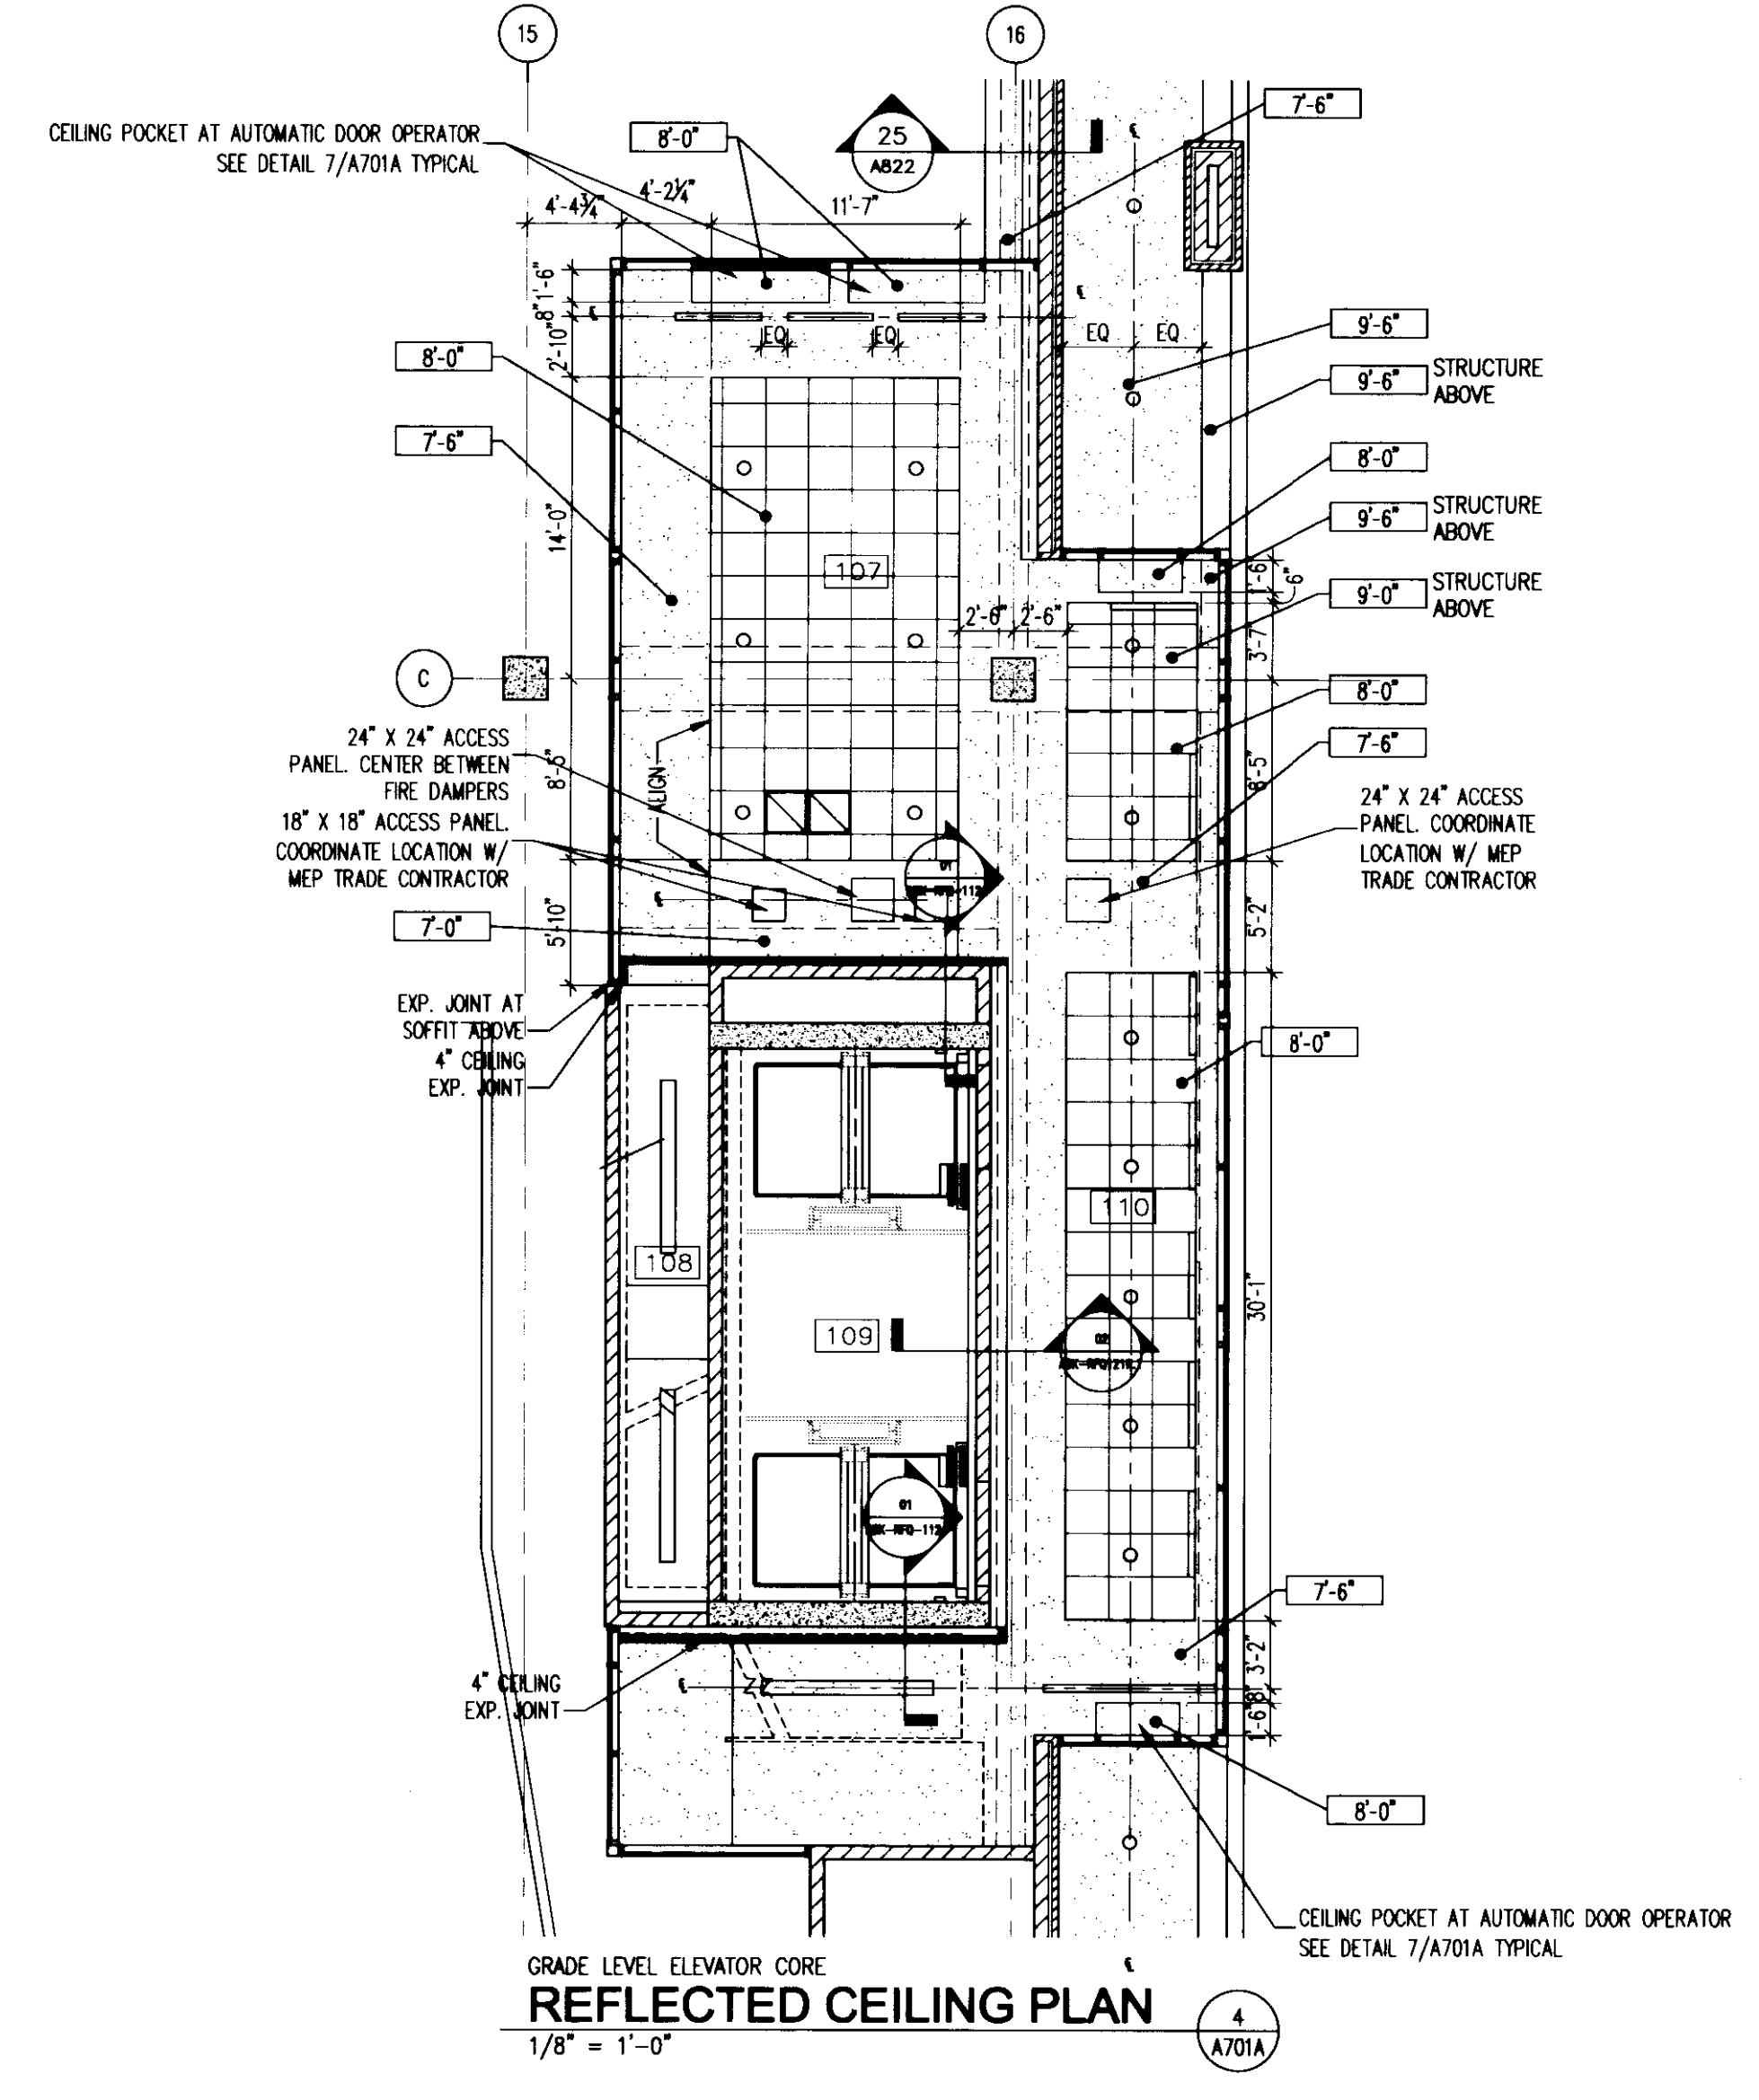 15
16
7'-6"
CEILING POCKET AT AUTOMATIC DOOR OPERATOR
SEE DETAIL 7/A701A TYPICAL
8'-0"
25
A822
4'-4¾"
4'-2¼"
11'-7"
1'-6"
8"
2'-10"
EQ
EQ
EQ
EQ
9'-6"
9'-6"
STRUCTURE
ABOVE
8'-0"
7'-6"
8'-0"
9'-6"
STRUCTURE
ABOVE
14'-0"
107
1'-6"
6"
9'-0"
STRUCTURE
ABOVE
2'-6"
2'-6"
3'-7"
C
8'-0"
7'-6"
24" X 24" ACCESS
PANEL. CENTER BETWEEN
FIRE DAMPERS
ALIGN
8'-5"
24" X 24" ACCESS
PANEL. COORDINATE
LOCATION W/ MEP
TRADE CONTRACTOR
18" X 18" ACCESS PANEL.
COORDINATE LOCATION W/
MEP TRADE CONTRACTOR
01
7'-0"
5'-10"
5'-2"
EXP. JOINT AT
SOFFIT ABOVE
4" CEILING
EXP. JOINT
8'-0"
110
108
109
30'-1"
01
7'-6"
4" CEILING
EXP. JOINT
3'-2"
8"
1'-6"
8'-0"
CEILING POCKET AT AUTOMATIC DOOR OPERATOR
SEE DETAIL 7/A701A TYPICAL
GRADE LEVEL ELEVATOR CORE
REFLECTED CEILING PLAN
1/8" = 1'-0"
4
A701A